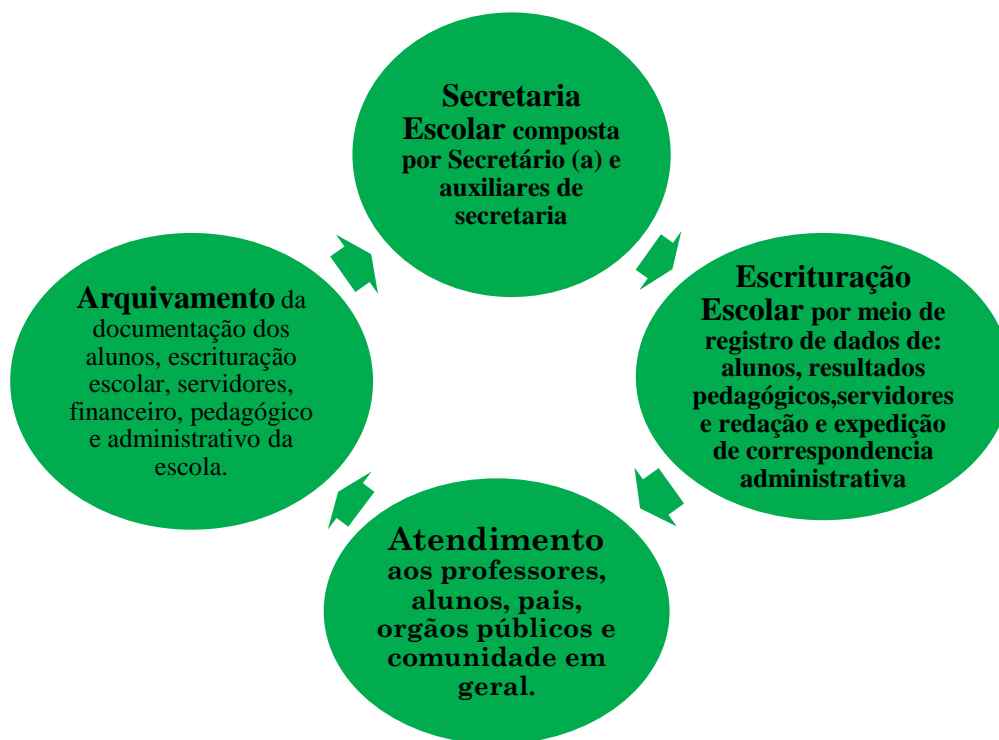 Secretaria
Escolar composta
por Secretário (a) e
auxiliares de
secretaria
Escrituração
Escolar por meio de
registro de dados de:
alunos, resultados
pedagógicos,servidores
e redação e expedição
de correspondencia
administrativa
Atendimento
aos professores,
alunos, pais,
orgãos públicos e
comunidade em
geral.
Arquivamento da
documentação dos
alunos, escrituração
escolar, servidores,
financeiro, pedagógico
e administrativo da
escola.